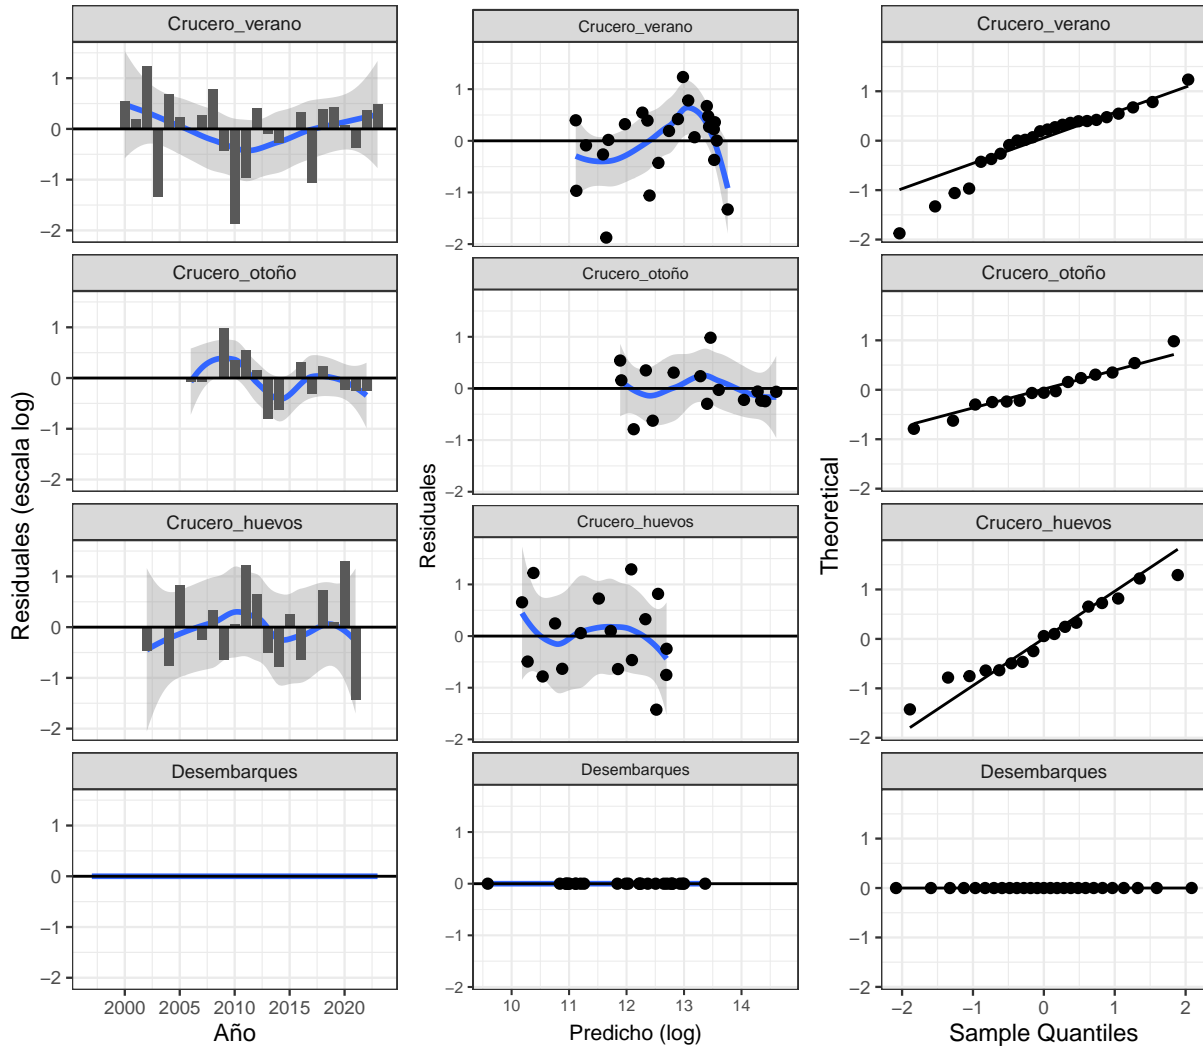 Crucero_verano
1
0
−1
−2
Crucero_otoño
1
0
−1
−2
Crucero_huevos
1
0
−1
−2
Desembarques
1
0
−1
−2
2000 2005 2010 2015 2020
Año
Residuales (escala log)
Crucero_verano
1
0
−1
−2
Crucero_otoño
1
0
−1
−2
Crucero_huevos
1
0
−1
−2
Desembarques
1
0
−1
−2
10 11 12 13 14
Predicho (log)
Residuales
Crucero_verano
1
0
−1
−2
Crucero_otoño
1
0
−1
−2
Crucero_huevos
1
0
−1
−2
Desembarques
1
0
−1
−2
−2 −1 0 1 2
Sample Quantiles
Theoretical